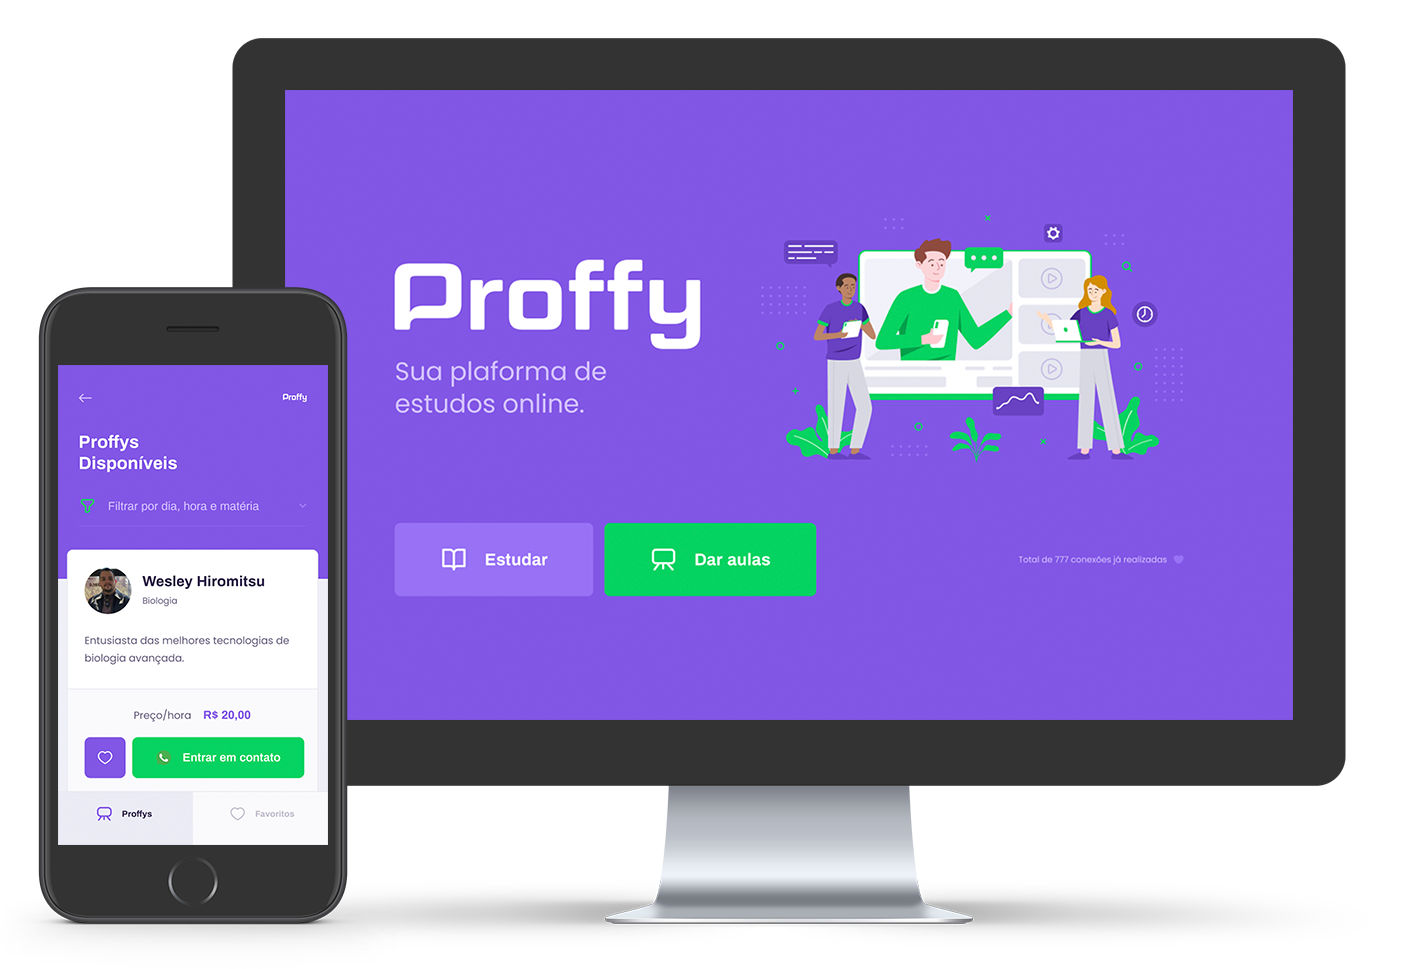 Proffy
Sua plaforma de
estudos online.
Estudar
Dar aulas
Total de 777 conexões já realizadas
Proffy
Proffys
Disponíveis
Filtrar por dia, hora e matéria
Wesley Hiromitsu
Biologia
Entusiasta das melhores tecnologias de
biologia avançada.
Preço/hora R$ 20,00
Entrar em contato
Proffys
Favoritos